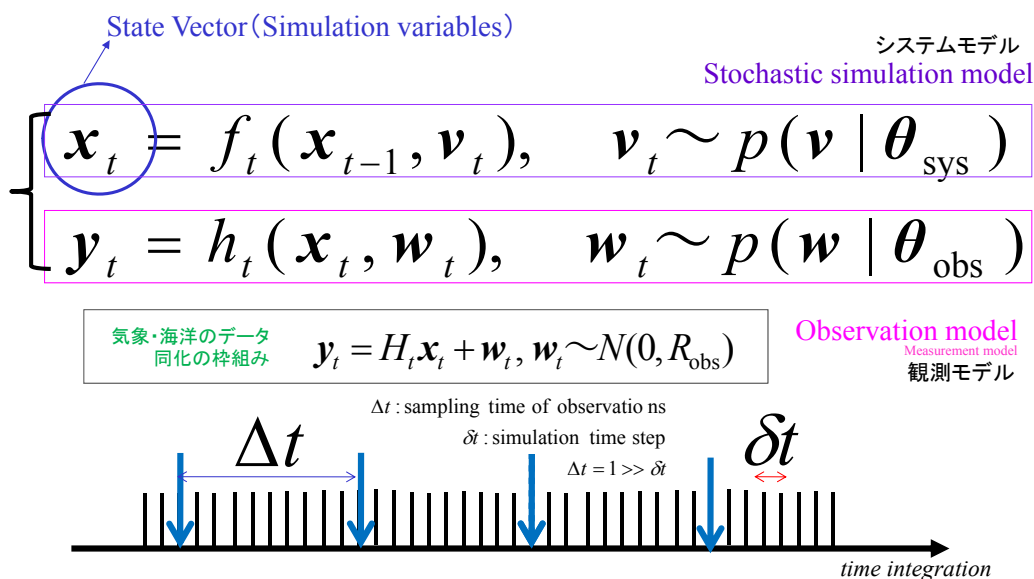 State Vector(Simulation variables)
システムモデル
Stochastic simulation model
x_t = f_t(x_{t-1}, v_t), v_t ~ p(v | θ_sys)
y_t = h_t(x_t, w_t), w_t ~ p(w | θ_obs)
気象・海洋のデータ
同化の枠組み
y_t = H_t x_t + w_t, w_t ~ N(0, R_obs)
Observation model
Measurement model
観測モデル
Δt : sampling time of observatio ns
δt : simulation time step
Δt = 1 >> δt
Δt
δt
time integration